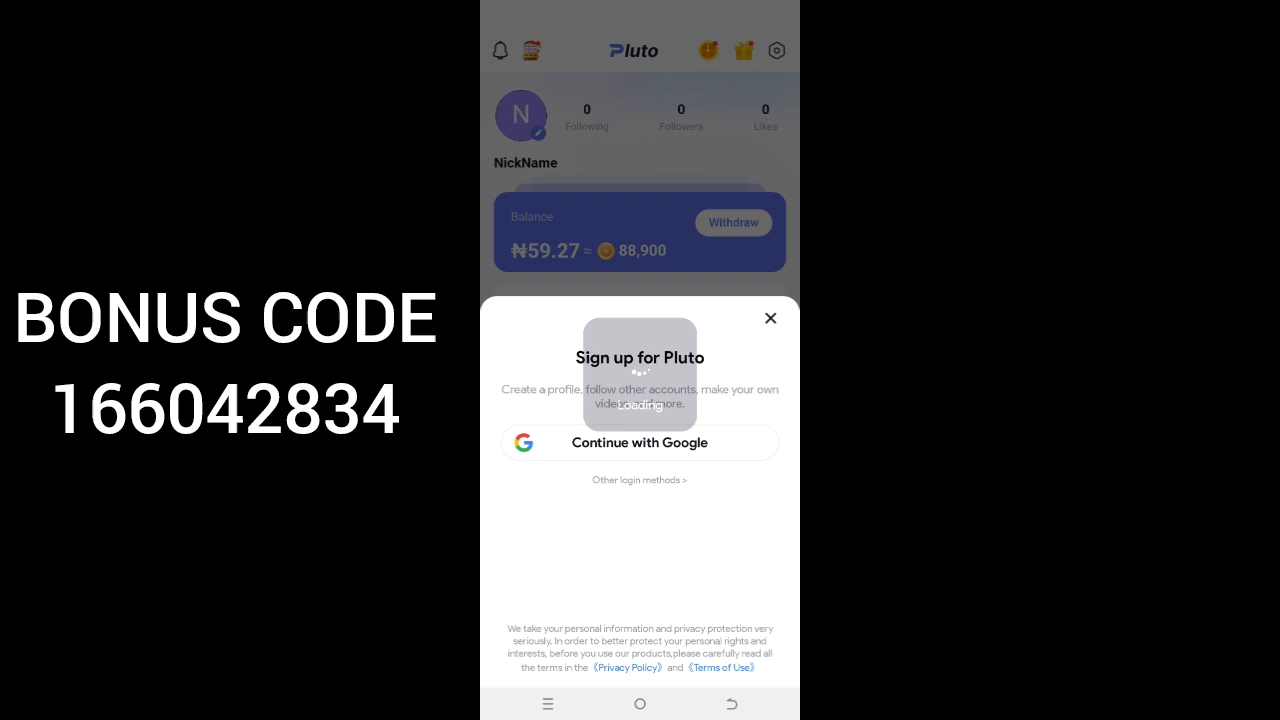 Pluto
N
0
0
0
Following
Followers
Likes
NickName
Balance
Withdraw
₦59.27 ≈ 88,900
BONUS CODE
166042834
Sign up for Pluto
Create a profile, follow other accounts, make your own
more.
Loading
Continue with Google
Other login methods >
We take your personal information and privacy protection very
seriously. In order to better protect your personal rights and
interests, before you use our products,please carefully read all
the terms in the 《Privacy Policy》 and 《Terms of Use》